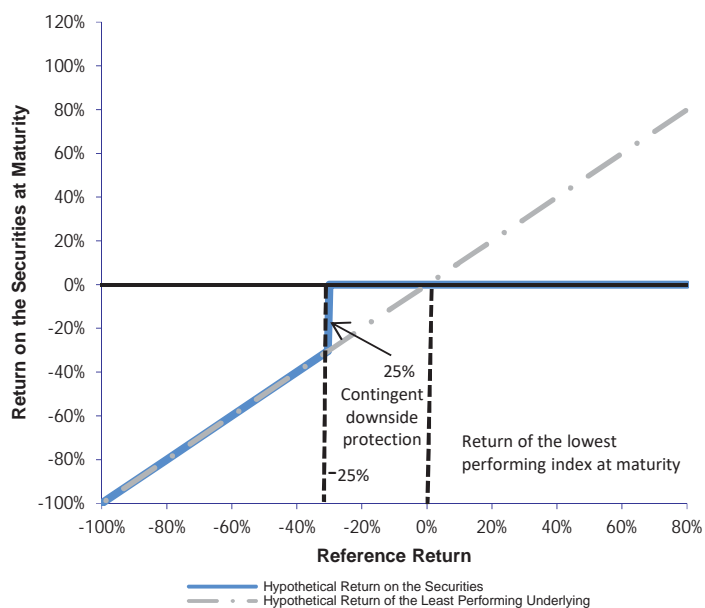 120%
100%
80%
60%
40%
20%
0%
-20%
-40%
-60%
-80%
-100%
Return on the Securities at Maturity
25%
Contingent
downside
protection
-25%
Return of the lowest
performing index at maturity
-100% -80% -60% -40% -20% 0% 20% 40% 60% 80%
Reference Return
Hypothetical Return on the Securities
Hypothetical Return of the Least Performing Underlying